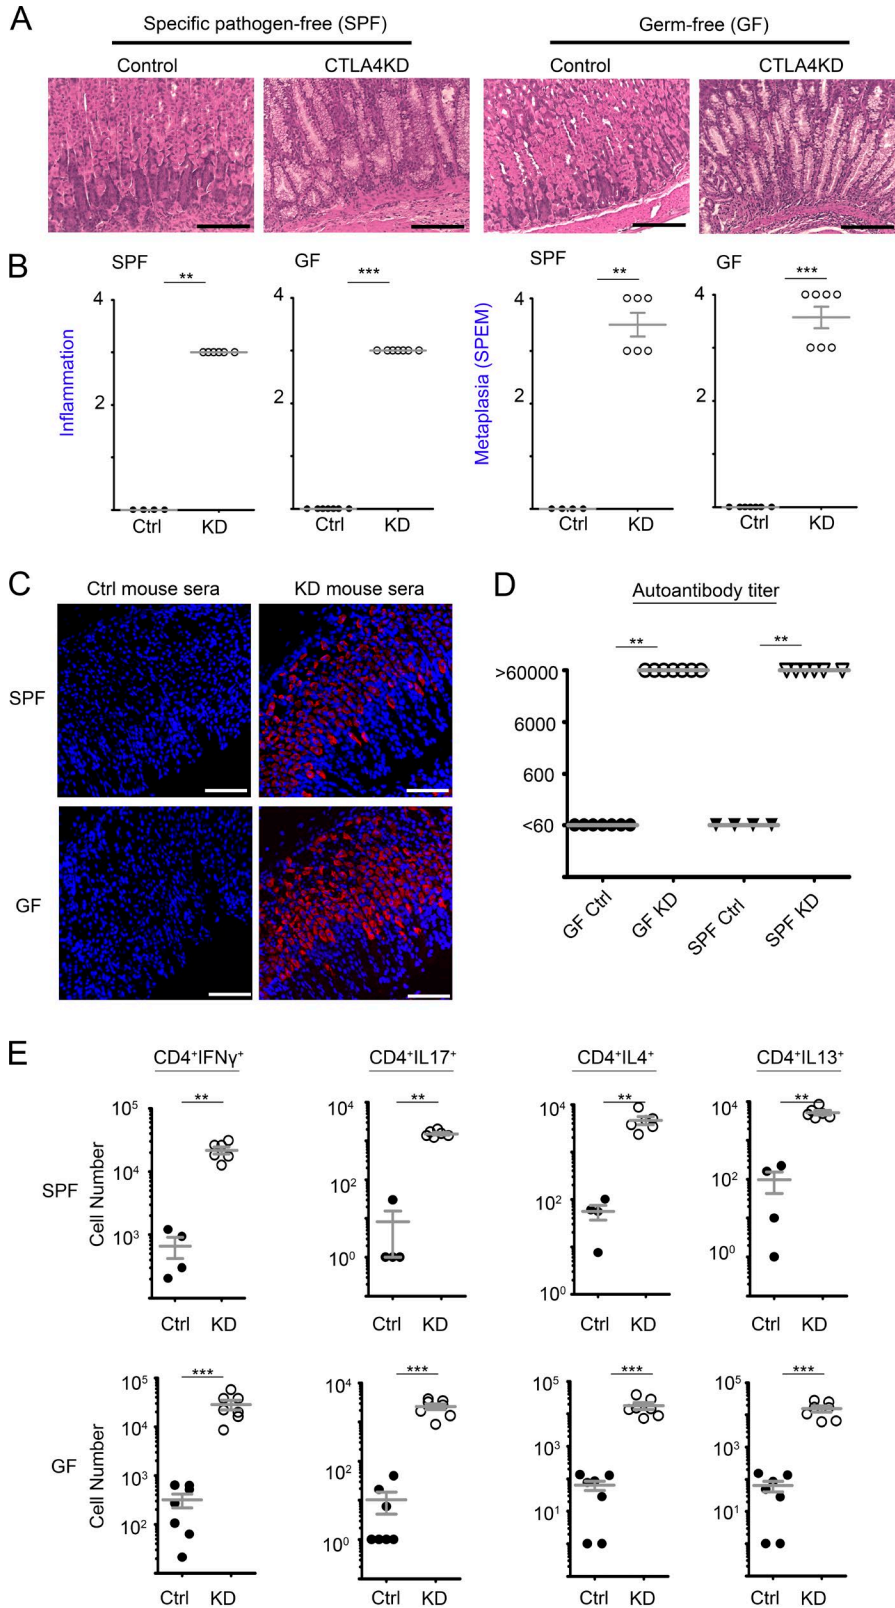 A
Specific pathogen-free (SPF)
Germ-free (GF)
Control
CTLA4KD
Control
CTLA4KD
B
SPF
GF
SPF
GF
**
***
**
***
Inflammation
4
2
4
2
Metaplasia (SPEM)
4
2
4
2
Ctrl
KD
Ctrl
KD
Ctrl
KD
Ctrl
KD
C
Ctrl mouse sera
KD mouse sera
SPF
GF
D
Autoantibody titer
**
**
>60000
6000
600
<60
GF Ctrl
GF KD
SPF Ctrl
SPF KD
E
CD4⁺IFNγ⁺
CD4⁺IL17⁺
CD4⁺IL4⁺
CD4⁺IL13⁺
SPF
Cell Number
**
10⁵
10⁴
10³
**
10⁴
10²
10⁰
**
10⁴
10²
10⁰
**
10⁴
10²
10⁰
Ctrl
KD
Ctrl
KD
Ctrl
KD
Ctrl
KD
GF
Cell Number
***
10⁵
10⁴
10³
10²
***
10⁴
10²
10⁰
***
10⁵
10³
10¹
***
10⁵
10³
10¹
Ctrl
KD
Ctrl
KD
Ctrl
KD
Ctrl
KD